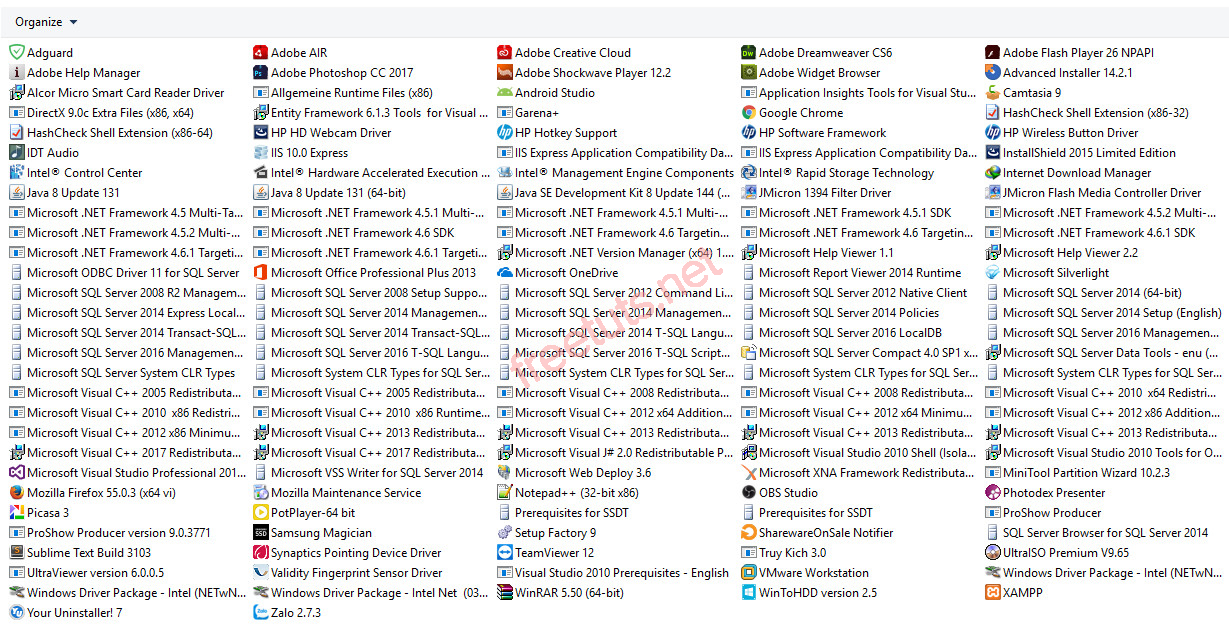 Organize
Adguard
Adobe AIR
Adobe Creative Cloud
Adobe Dreamweaver CS6
Adobe Flash Player 26 NPAPI
Adobe Help Manager
Adobe Photoshop CC 2017
Adobe Shockwave Player 12.2
Adobe Widget Browser
Advanced Installer 14.2.1
Alcor Micro Smart Card Reader Driver
Allgemeine Runtime Files (x86)
Android Studio
Application Insights Tools for Visual Stu...
Camtasia 9
DirectX 9.0c Extra Files (x86, x64)
Entity Framework 6.1.3 Tools for Visual ...
Garena+
Google Chrome
HashCheck Shell Extension (x86-32)
HashCheck Shell Extension (x86-64)
HP HD Webcam Driver
HP Hotkey Support
HP Software Framework
HP Wireless Button Driver
IDT Audio
IIS 10.0 Express
IIS Express Application Compatibility Da...
IIS Express Application Compatibility Da...
InstallShield 2015 Limited Edition
Intel® Control Center
Intel® Hardware Accelerated Execution ...
Intel® Management Engine Components
Intel® Rapid Storage Technology
Internet Download Manager
Java 8 Update 131
Java 8 Update 131 (64-bit)
Java SE Development Kit 8 Update 144 (...
JMicron 1394 Filter Driver
JMicron Flash Media Controller Driver
Microsoft .NET Framework 4.5 Multi-Ta...
Microsoft .NET Framework 4.5.1 Multi-...
Microsoft .NET Framework 4.5.1 Multi-...
Microsoft .NET Framework 4.5.1 SDK
Microsoft .NET Framework 4.5.2 Multi-...
Microsoft .NET Framework 4.5.2 Multi-...
Microsoft .NET Framework 4.6 SDK
Microsoft .NET Framework 4.6 Targetin...
Microsoft .NET Framework 4.6 Targetin...
Microsoft .NET Framework 4.6.1 SDK
Microsoft .NET Framework 4.6.1 Targeti...
Microsoft .NET Framework 4.6.1 Targeti...
Microsoft .NET Version Manager (x64) 1....
Microsoft Help Viewer 1.1
Microsoft Help Viewer 2.2
Microsoft ODBC Driver 11 for SQL Server
Microsoft Office Professional Plus 2013
Microsoft OneDrive
Microsoft Report Viewer 2014 Runtime
Microsoft Silverlight
Microsoft SQL Server 2008 R2 Managem...
Microsoft SQL Server 2008 Setup Suppo...
Microsoft SQL Server 2012 Command Li...
Microsoft SQL Server 2012 Native Client
Microsoft SQL Server 2014 (64-bit)
Microsoft SQL Server 2014 Express Local...
Microsoft SQL Server 2014 Managemen...
Microsoft SQL Server 2014 Managemen...
Microsoft SQL Server 2014 Policies
Microsoft SQL Server 2014 Setup (English)
Microsoft SQL Server 2014 Transact-SQL...
Microsoft SQL Server 2014 Transact-SQL...
Microsoft SQL Server 2014 T-SQL Langu...
Microsoft SQL Server 2016 LocalDB
Microsoft SQL Server 2016 Managemen...
Microsoft SQL Server 2016 Managemen...
Microsoft SQL Server 2016 T-SQL Langu...
Microsoft SQL Server 2016 T-SQL Script...
Microsoft SQL Server Compact 4.0 SP1 x...
Microsoft SQL Server Data Tools - enu (...
Microsoft SQL Server System CLR Types
Microsoft System CLR Types for SQL Ser...
Microsoft System CLR Types for SQL Ser...
Microsoft System CLR Types for SQL Ser...
Microsoft System CLR Types for SQL Ser...
Microsoft Visual C++ 2005 Redistributa...
Microsoft Visual C++ 2005 Redistributa...
Microsoft Visual C++ 2008 Redistributa...
Microsoft Visual C++ 2008 Redistributa...
Microsoft Visual C++ 2010 x64 Redistri...
Microsoft Visual C++ 2010 x86 Redistri...
Microsoft Visual C++ 2010 x86 Runtime...
Microsoft Visual C++ 2012 x64 Addition...
Microsoft Visual C++ 2012 x64 Minimu...
Microsoft Visual C++ 2012 x86 Addition...
Microsoft Visual C++ 2012 x86 Minimu...
Microsoft Visual C++ 2013 Redistributa...
Microsoft Visual C++ 2013 Redistributa...
Microsoft Visual C++ 2013 Redistributa...
Microsoft Visual C++ 2013 Redistributa...
Microsoft Visual C++ 2017 Redistributa...
Microsoft Visual C++ 2017 Redistributa...
Microsoft Visual J# 2.0 Redistributable P...
Microsoft Visual Studio 2010 Shell (Isola...
Microsoft Visual Studio 2010 Tools for O...
Microsoft Visual Studio Professional 201...
Microsoft VSS Writer for SQL Server 2014
Microsoft Web Deploy 3.6
Microsoft XNA Framework Redistributa...
MiniTool Partition Wizard 10.2.3
Mozilla Firefox 55.0.3 (x64 vi)
Mozilla Maintenance Service
Notepad++ (32-bit x86)
OBS Studio
Photodex Presenter
Picasa 3
PotPlayer-64 bit
Prerequisites for SSDT
Prerequisites for SSDT
ProShow Producer
ProShow Producer version 9.0.3771
Samsung Magician
Setup Factory 9
SharewareOnSale Notifier
SQL Server Browser for SQL Server 2014
Sublime Text Build 3103
Synaptics Pointing Device Driver
TeamViewer 12
Truy Kich 3.0
UltraISO Premium V9.65
UltraViewer version 6.0.0.5
Validity Fingerprint Sensor Driver
Visual Studio 2010 Prerequisites - English
VMware Workstation
Windows Driver Package - Intel (NETwN...
Windows Driver Package - Intel (NETwN...
Windows Driver Package - Intel Net (03...
WinRAR 5.50 (64-bit)
WinToHDD version 2.5
XAMPP
Your Uninstaller! 7
Zalo 2.7.3
freetuts.net